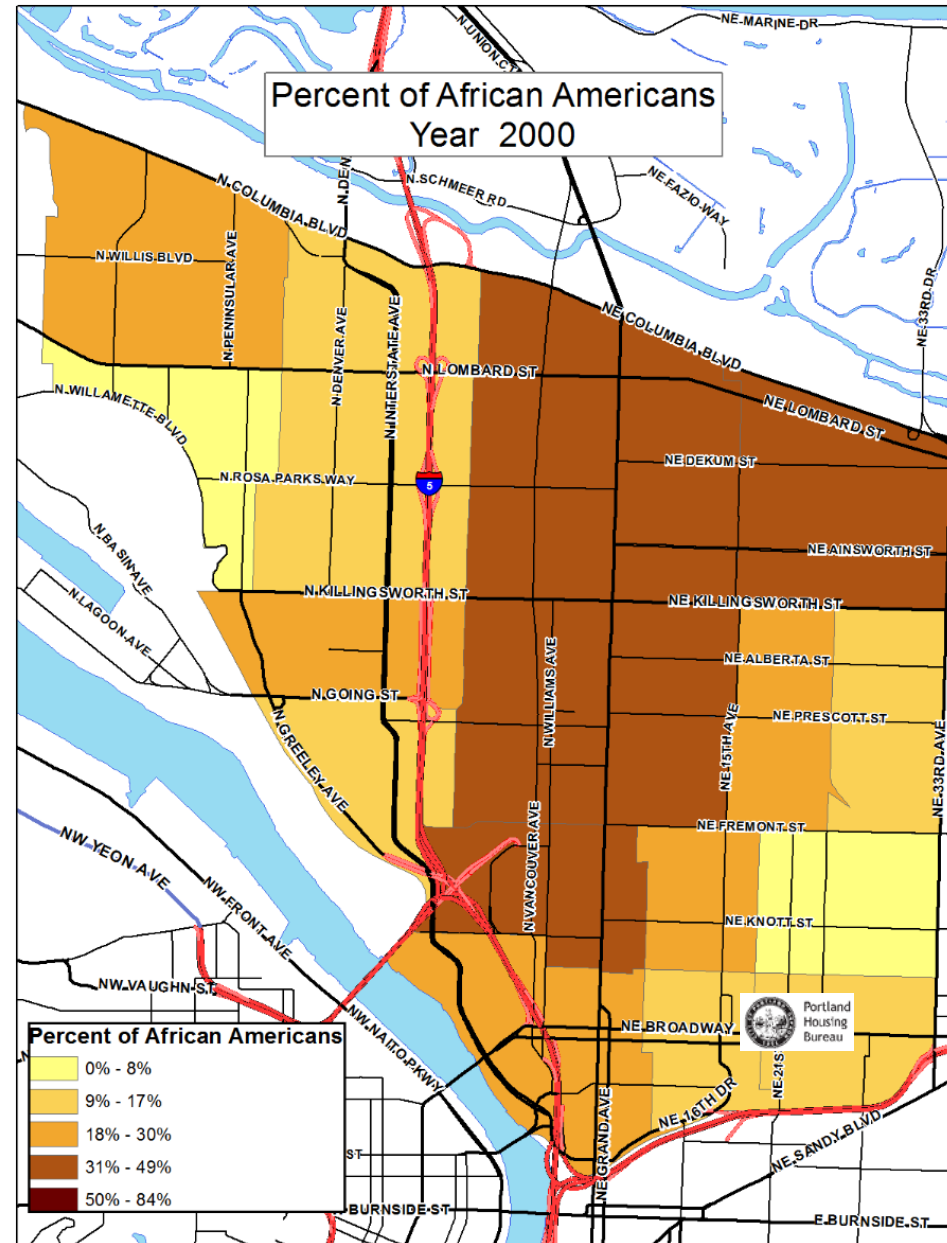 NE MARINE DR
N UNION CT
Percent of African Americans
Year 2000
N SCHMEER RD
NE FAZIO WAY
NE 33RD DR
N COLUMBIA BLVD
N WILLIS BLVD
N PENINSULAR AVE
N DENVER AVE
N INTERSTATE AVE
NE COLUMBIA BLVD
N LOMBARD ST
NE LOMBARD ST
N WILLAMETTE BLVD
NE DEKUM ST
N ROSA PARKS WAY
5
N BASIN AVE
NE AINSWORTH ST
N LAGOON AVE
N KILLINGSWORTH ST
NE KILLINGSWORTH ST
NE ALBERTA ST
N WILLIAMS AVE
N GOING ST
NE PRESCOTT ST
NE 15TH AVE
NE 33RD AVE
N GREELEY AVE
NE FREMONT ST
NW YEON AVE
N VANCOUVER AVE
NW FRONT AVE
NE KNOTT ST
NW VAUGHN ST
NW NAITO PKWY
NE BROADWAY
Portland
Housing
Bureau
NE 21S
NE 16TH DR
NE GRAND AVE
NE SANDY BLVD
Percent of African Americans
0% - 8%
9% - 17%
18% - 30%
31% - 49%
50% - 84%
ST
BURNSIDE ST
E BURNSIDE ST